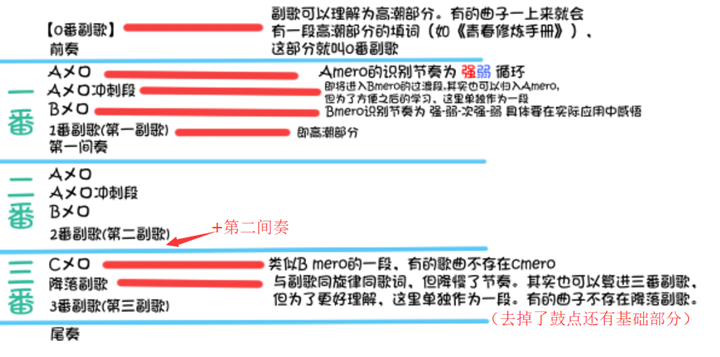 副歌可以理解为高潮部分。有的曲子一上来就会
【0番副歌】 有一段高潮部分的填词（如《青春修炼手册》），
前奏 这部分就叫0番副歌
一番
Aメロ Amero的识别节奏为 强弱 循环
Aメロ冲刺段 即将进入Bmero的过渡段,其实也可以归入Amero,
但为了方便之后的学习，这里单独作为一段
Bメロ Bmero识别节奏为 强-弱-次强-弱 具体要在实际应用中感悟
1番副歌(第一副歌) 即高潮部分
第一间奏
二番
Aメロ
Aメロ冲刺段
Bメロ
2番副歌(第二副歌) +第二间奏
三番
Cメロ 类似B mero的一段，有的歌曲不存在Cmero
降落副歌 与副歌同旋律同歌词，但降慢了节奏。其实也可以算进三番副歌，
3番副歌(第三副歌) 但为了更好理解，这里单独作为一段。有的曲子不存在降落副歌。
（去掉了鼓点还有基础部分）
尾奏